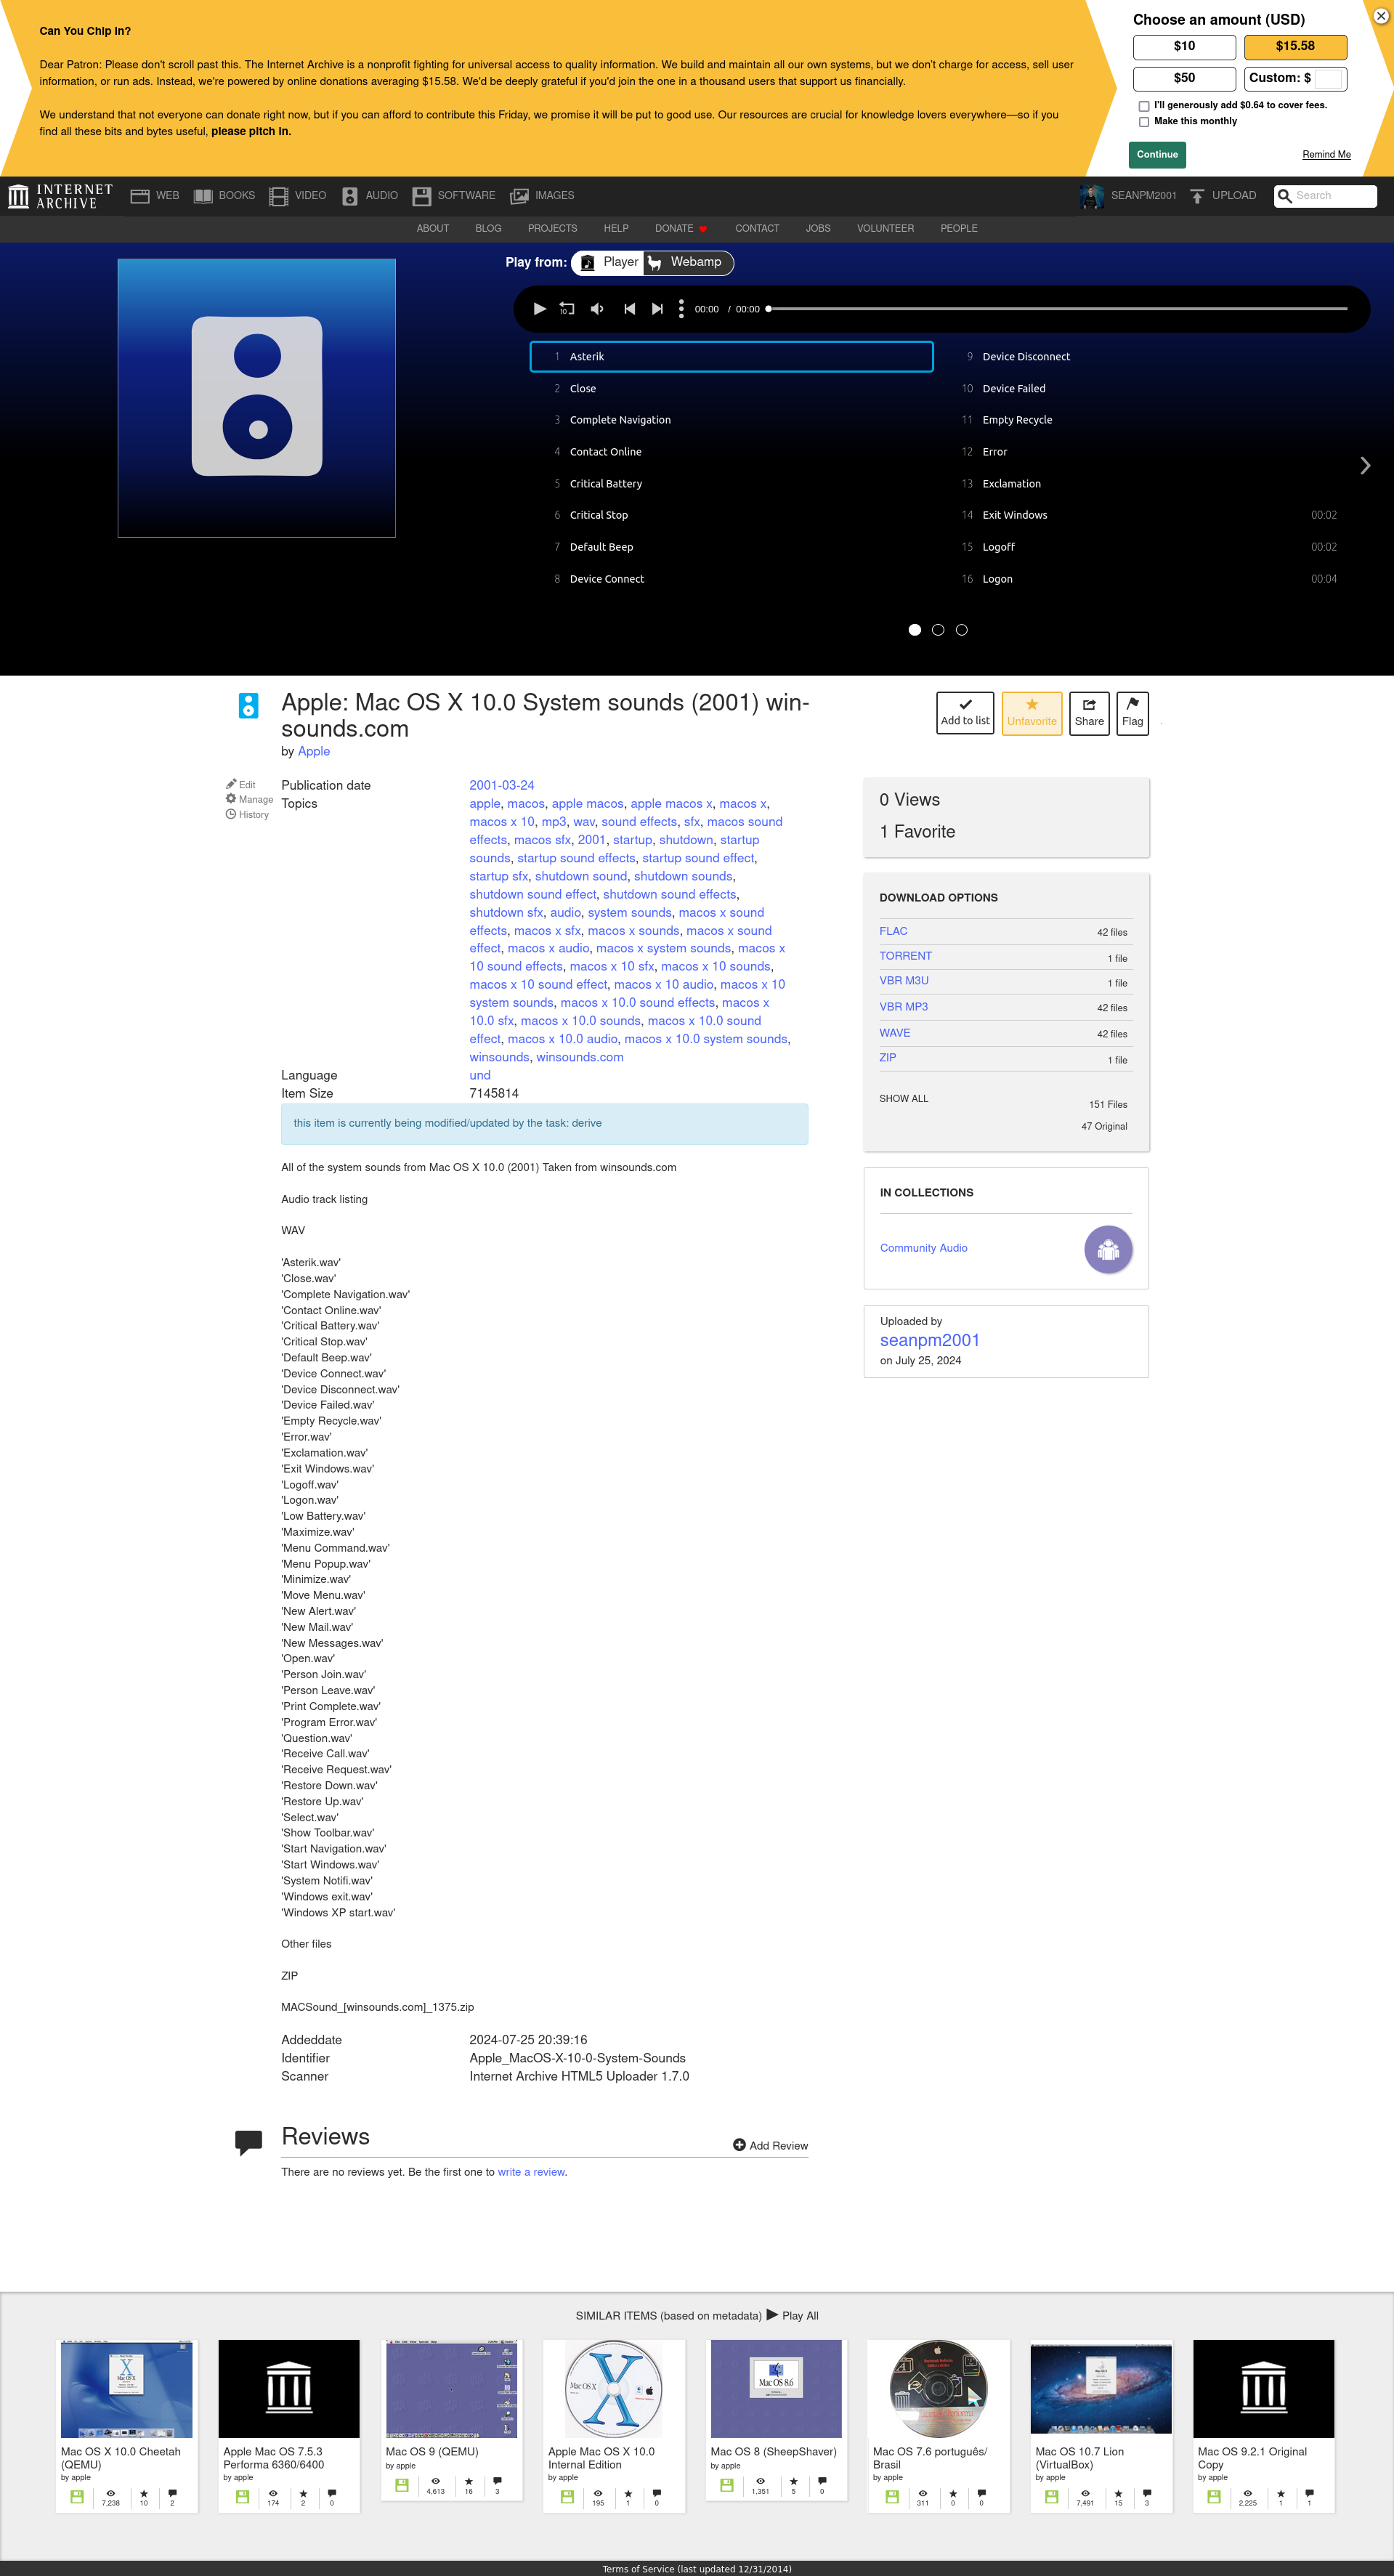 Can You Chip In?
Dear Patron: Please don't scroll past this. The Internet Archive is a nonprofit fighting for universal access to quality information. We build and maintain all our own systems, but we don't charge for access, sell user
information, or run ads. Instead, we're powered by online donations averaging $15.58. We'd be deeply grateful if you'd join the one in a thousand users that support us financially.
We understand that not everyone can donate right now, but if you can afford to contribute this Friday, we promise it will be put to good use. Our resources are crucial for knowledge lovers everywhere—so if you
find all these bits and bytes useful, please pitch in.
Choose an amount (USD)
$10
$15.58
$50
Custom: $
I'll generously add $0.64 to cover fees.
Make this monthly
Continue
Remind Me
INTERNET
ARCHIVE
WEB
BOOKS
VIDEO
AUDIO
SOFTWARE
IMAGES
SEANPM2001
UPLOAD
Search
ABOUT
BLOG
PROJECTS
HELP
DONATE
CONTACT
JOBS
VOLUNTEER
PEOPLE
Play from:
Player
Webamp
10
00:00 / 00:00
1 Asterik
2 Close
3 Complete Navigation
4 Contact Online
5 Critical Battery
6 Critical Stop
7 Default Beep
8 Device Connect
9 Device Disconnect
10 Device Failed
11 Empty Recycle
12 Error
13 Exclamation
14 Exit Windows 00:02
15 Logoff 00:02
16 Logon 00:04
Apple: Mac OS X 10.0 System sounds (2001) win-
sounds.com
by Apple
Add to list
Unfavorite
Share
Flag
Edit
Manage
History
Publication date 2001-03-24
Topics apple, macos, apple macos, apple macos x, macos x,
macos x 10, mp3, wav, sound effects, sfx, macos sound
effects, macos sfx, 2001, startup, shutdown, startup
sounds, startup sound effects, startup sound effect,
startup sfx, shutdown sound, shutdown sounds,
shutdown sound effect, shutdown sound effects,
shutdown sfx, audio, system sounds, macos x sound
effects, macos x sfx, macos x sounds, macos x sound
effect, macos x audio, macos x system sounds, macos x
10 sound effects, macos x 10 sfx, macos x 10 sounds,
macos x 10 sound effect, macos x 10 audio, macos x 10
system sounds, macos x 10.0 sound effects, macos x
10.0 sfx, macos x 10.0 sounds, macos x 10.0 sound
effect, macos x 10.0 audio, macos x 10.0 system sounds,
winsounds, winsounds.com
Language und
Item Size 7145814
this item is currently being modified/updated by the task: derive
All of the system sounds from Mac OS X 10.0 (2001) Taken from winsounds.com
Audio track listing
WAV
'Asterik.wav'
'Close.wav'
'Complete Navigation.wav'
'Contact Online.wav'
'Critical Battery.wav'
'Critical Stop.wav'
'Default Beep.wav'
'Device Connect.wav'
'Device Disconnect.wav'
'Device Failed.wav'
'Empty Recycle.wav'
'Error.wav'
'Exclamation.wav'
'Exit Windows.wav'
'Logoff.wav'
'Logon.wav'
'Low Battery.wav'
'Maximize.wav'
'Menu Command.wav'
'Menu Popup.wav'
'Minimize.wav'
'Move Menu.wav'
'New Alert.wav'
'New Mail.wav'
'New Messages.wav'
'Open.wav'
'Person Join.wav'
'Person Leave.wav'
'Print Complete.wav'
'Program Error.wav'
'Question.wav'
'Receive Call.wav'
'Receive Request.wav'
'Restore Down.wav'
'Restore Up.wav'
'Select.wav'
'Show Toolbar.wav'
'Start Navigation.wav'
'Start Windows.wav'
'System Notifi.wav'
'Windows exit.wav'
'Windows XP start.wav'
Other files
ZIP
MACSound_[winsounds.com]_1375.zip
Addeddate 2024-07-25 20:39:16
Identifier Apple_MacOS-X-10-0-System-Sounds
Scanner Internet Archive HTML5 Uploader 1.7.0
0 Views
1 Favorite
DOWNLOAD OPTIONS
FLAC 42 files
TORRENT 1 file
VBR M3U 1 file
VBR MP3 42 files
WAVE 42 files
ZIP 1 file
SHOW ALL 151 Files
47 Original
IN COLLECTIONS
Community Audio
Uploaded by
seanpm2001
on July 25, 2024
Reviews
Add Review
There are no reviews yet. Be the first one to write a review.
SIMILAR ITEMS (based on metadata) Play All
Mac OS X
Mac OS X
Mac OS 8.6
Mac OS X 10.0 Cheetah
(QEMU)
by apple
7,238 10 2
Apple Mac OS 7.5.3
Performa 6360/6400
by apple
174 2 0
Mac OS 9 (QEMU)
by apple
4,613 16 3
Apple Mac OS X 10.0
Internal Edition
by apple
195 1 0
Mac OS 8 (SheepShaver)
by apple
1,351 5 0
Mac OS 7.6 português/
Brasil
by apple
311 0 0
Mac OS 10.7 Lion
(VirtualBox)
by apple
7,491 15 3
Mac OS 9.2.1 Original
Copy
by apple
2,225 1 1
Terms of Service (last updated 12/31/2014)